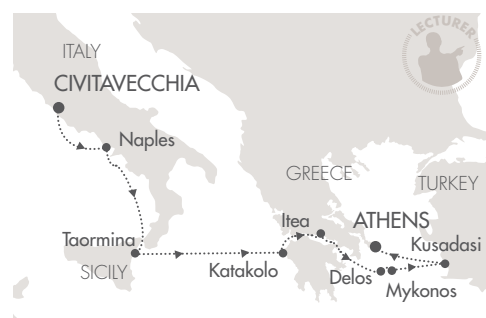 LECTURER
ITALY
CIVITAVECCHIA
Naples
GREECE
TURKEY
Itea
ATHENS
Taormina
Kusadasi
SICILY
Katakolo
Delos
Mykonos